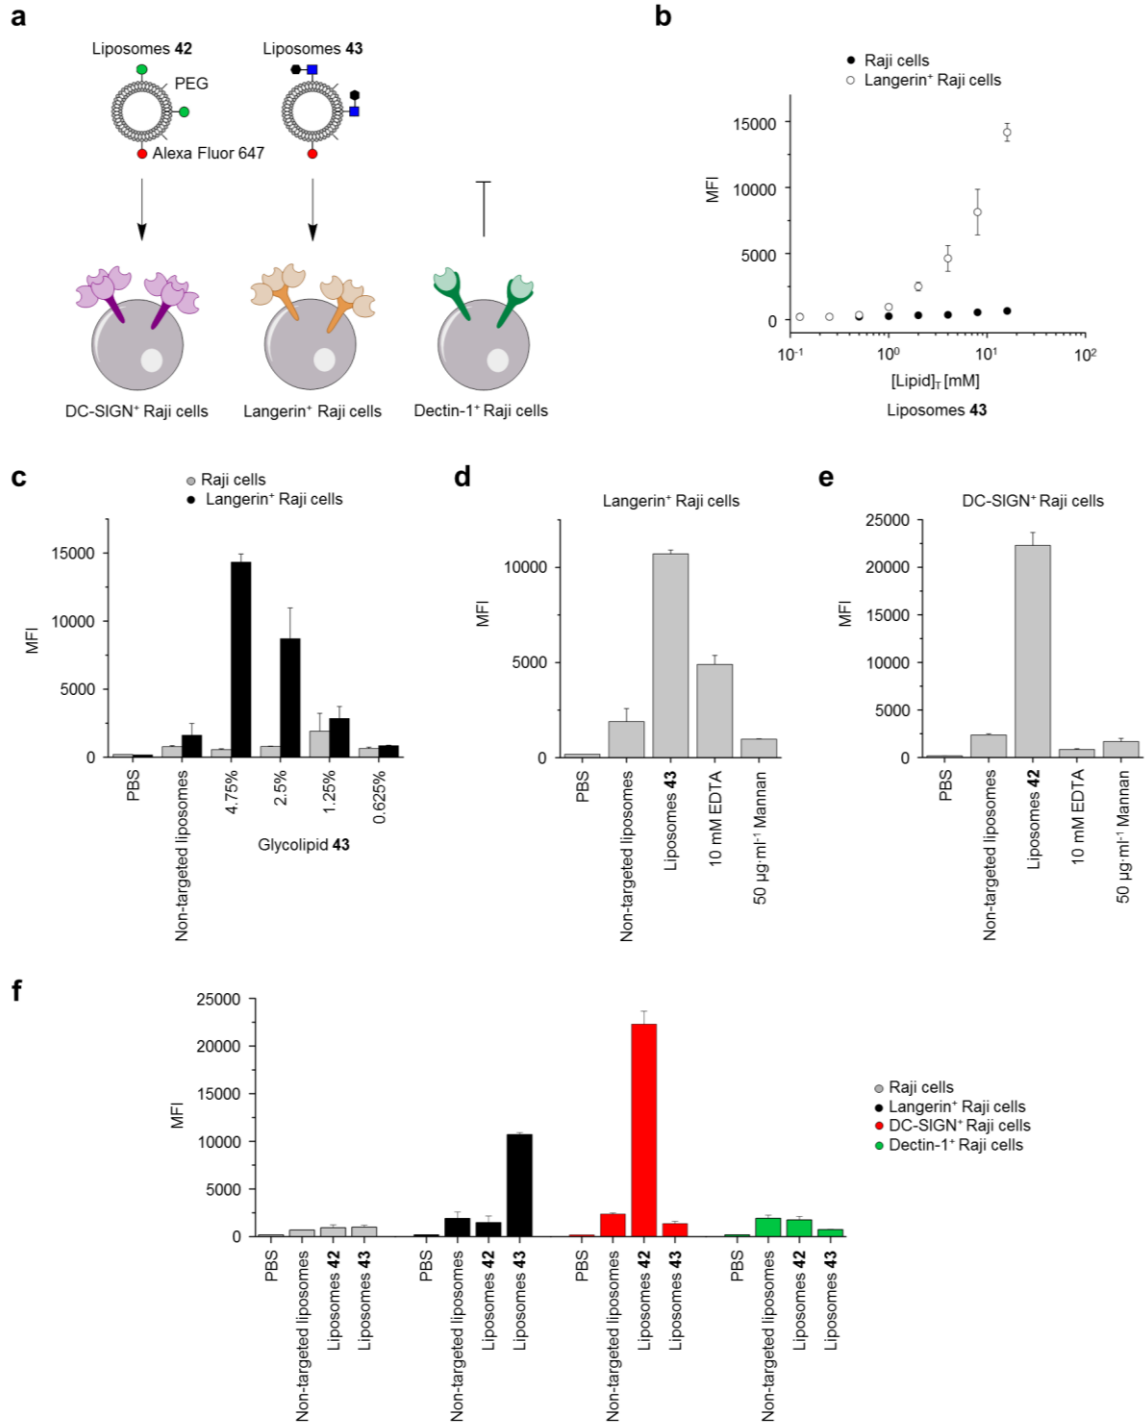 a
Liposomes 42
Liposomes 43
PEG
Alexa Fluor 647
DC-SIGN⁺ Raji cells
Langerin⁺ Raji cells
Dectin-1⁺ Raji cells
b
Raji cells
Langerin⁺ Raji cells
MFI
15000
10000
5000
0
10⁻¹
10⁰
10¹
10²
[Lipid]T [mM]
Liposomes 43
c
Raji cells
Langerin⁺ Raji cells
MFI
15000
10000
5000
0
PBS
Non-targeted liposomes
4.75%
2.5%
1.25%
0.625%
Glycolipid 43
d
Langerin⁺ Raji cells
MFI
10000
5000
0
PBS
Non-targeted liposomes
Liposomes 43
10 mM EDTA
50 µg·ml⁻¹ Mannan
e
DC-SIGN⁺ Raji cells
MFI
25000
20000
15000
10000
5000
0
PBS
Non-targeted liposomes
Liposomes 42
10 mM EDTA
50 µg·ml⁻¹ Mannan
f
MFI
25000
20000
15000
10000
5000
0
PBS
Non-targeted liposomes
Liposomes 42
Liposomes 43
PBS
Non-targeted liposomes
Liposomes 42
Liposomes 43
PBS
Non-targeted liposomes
Liposomes 42
Liposomes 43
PBS
Non-targeted liposomes
Liposomes 42
Liposomes 43
Raji cells
Langerin⁺ Raji cells
DC-SIGN⁺ Raji cells
Dectin-1⁺ Raji cells